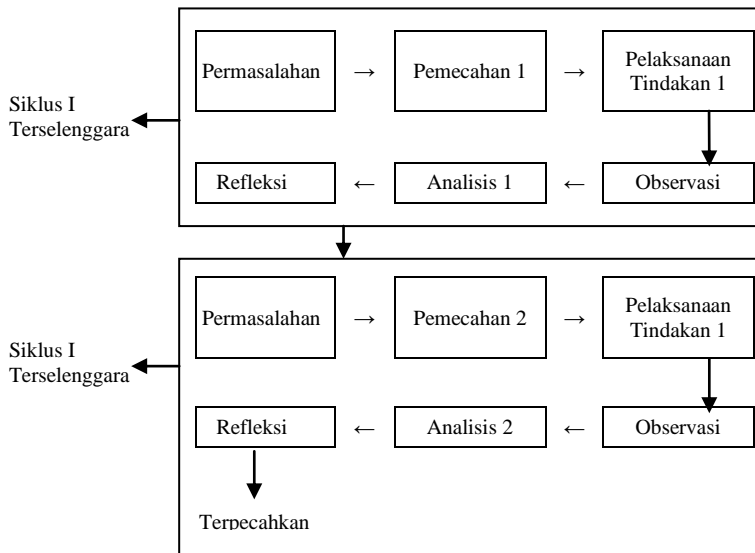 Permasalahan → Pemecahan 1 → Pelaksanaan
Tindakan 1
Siklus I
Terselenggara
Refleksi ← Analisis 1 ← Observasi
Permasalahan → Pemecahan 2 → Pelaksanaan
Tindakan 1
Siklus I
Terselenggara
Refleksi ← Analisis 2 ← Observasi
Terpecahkan